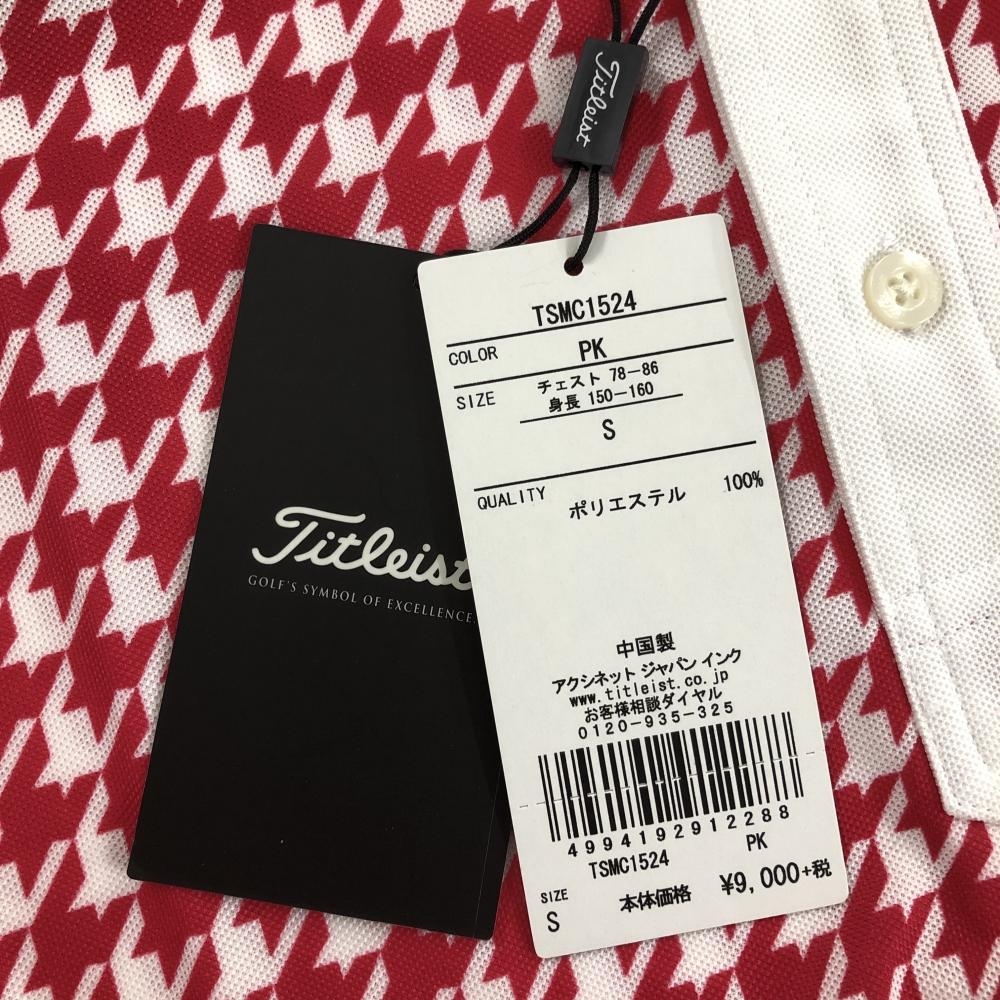 Titleist
Titleist
GOLF'S SYMBOL OF EXCELLENCE.
TSMC1524
COLOR PK
SIZE チェスト 78-86
身長 150-160
S
QUALITY ポリエステル 100%
中国製
アクシネット ジャパン インク
www.titleist.co.jp
お客様相談ダイヤル
0120-935-325
4994192912288
TSMC1524 PK
SIZE
S 本体価格 ¥9,000+税